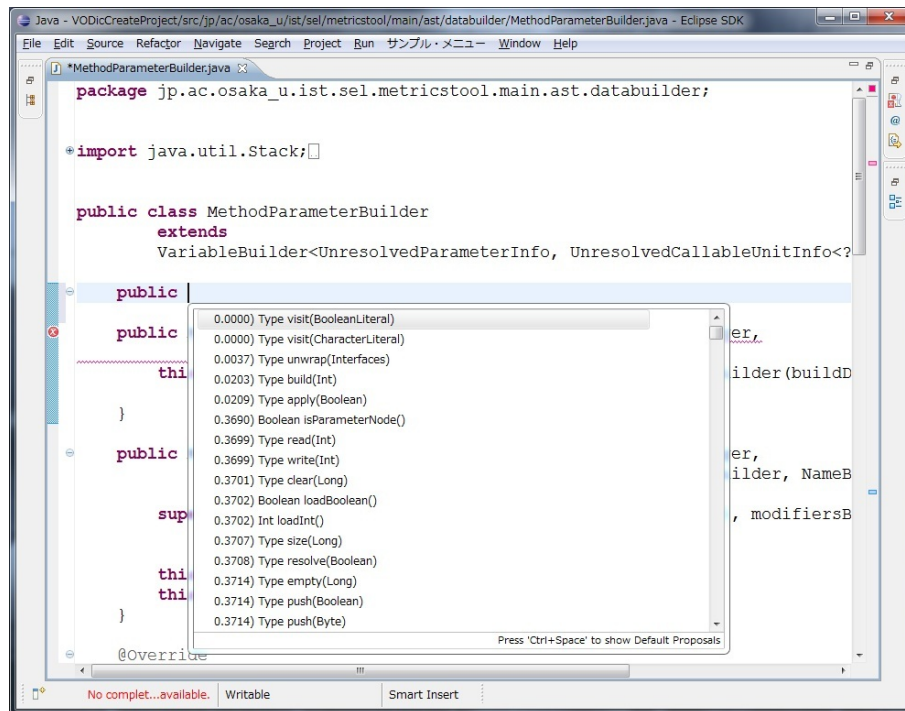 Java - VODicCreateProject/src/jp/ac/osaka_u/ist/sel/metricstool/main/ast/databuilder/MethodParameterBuilder.java - Eclipse SDK
File Edit Source Refactor Navigate Search Project Run サンプル・メニュー Window Help
*MethodParameterBuilder.java
package jp.ac.osaka_u.ist.sel.metricstool.main.ast.databuilder;
import java.util.Stack;
public class MethodParameterBuilder
extends
VariableBuilder<UnresolvedParameterInfo, UnresolvedCallableUnitInfo<?
public
0.0000) Type visit(BooleanLiteral)
public er,
0.0000) Type visit(CharacterLiteral)
0.0037) Type unwrap(Interfaces)
thi ilder(buildD
0.0203) Type build(Int)
0.0209) Type apply(Boolean)
}
0.3690) Boolean isParameterNode()
0.3699) Type read(Int)
public er,
0.3699) Type write(Int)
ilder, NameB
0.3701) Type clear(Long)
0.3702) Boolean loadBoolean()
sup , modifiersB
0.3702) Int loadInt()
0.3707) Type size(Long)
0.3708) Type resolve(Boolean)
thi
0.3714) Type empty(Long)
thi
0.3714) Type push(Boolean)
}
0.3714) Type push(Byte)
Press 'Ctrl+Space' to show Default Proposals
@Override
No complet...available. Writable Smart Insert